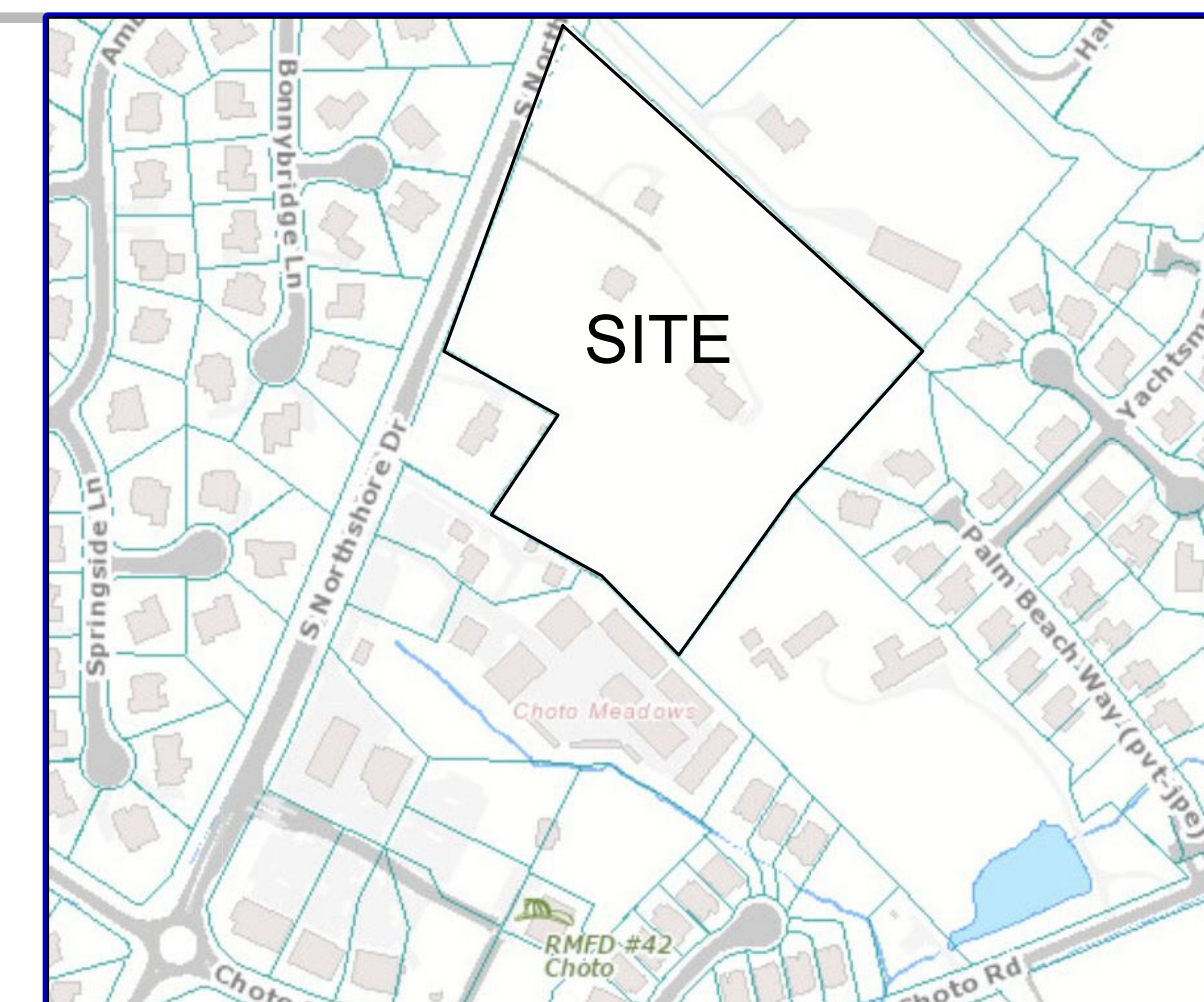 Bonnybridge Ln
S North
SITE
S Northshore Dr
Springside Ln
Palm Beach Way (pvt-jpe)
Choto Meadows
RMFD #42
Choto
Choto
Choto Rd